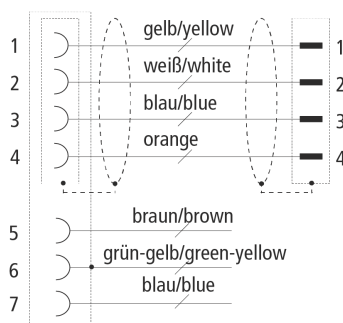 1 gelb/yellow 1
2 weiß/white 2
3 blau/blue 3
4 orange 4
5 braun/brown
6 grün-gelb/green-yellow
7 blau/blue